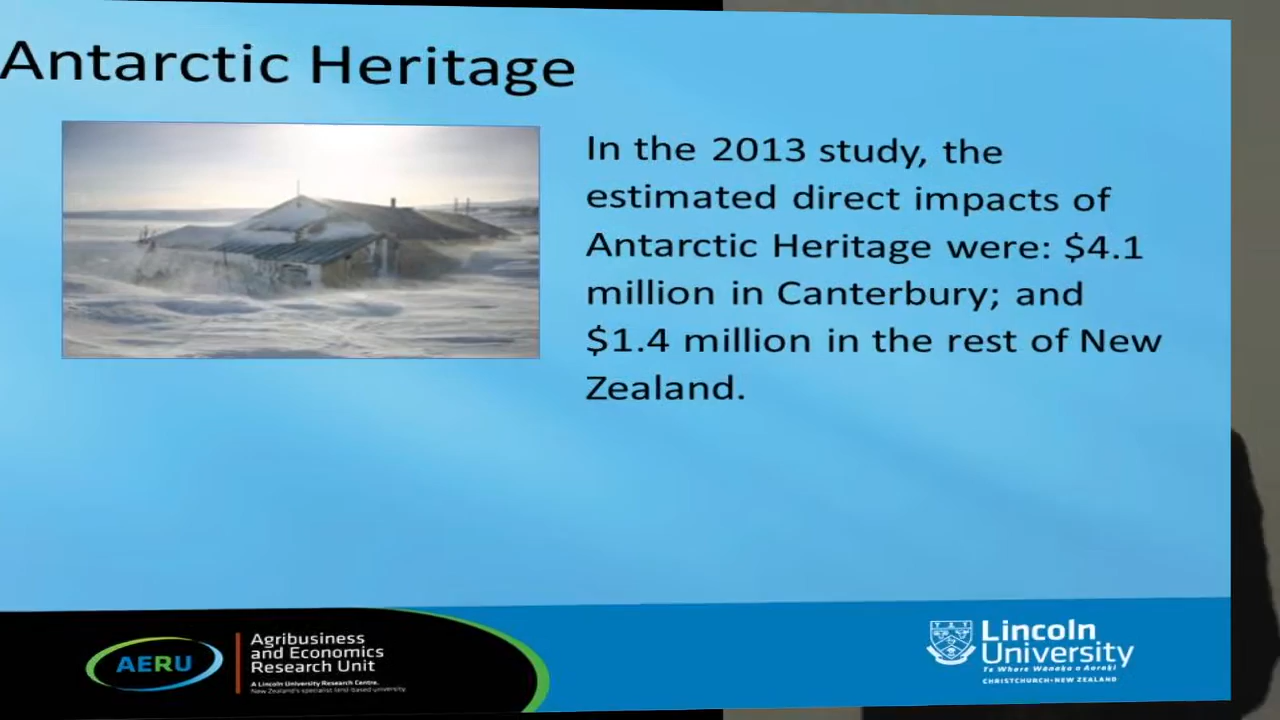 Antarctic Heritage
In the 2013 study, the
estimated direct impacts of
Antarctic Heritage were: $4.1
million in Canterbury; and
$1.4 million in the rest of New
Zealand.
AERU
Agribusiness
and Economics
Research Unit
A Lincoln University Research Centre.
New Zealand's specialist land-based university
Lincoln
University
Te Whare Wānaka o Aoraki
CHRISTCHURCH•NEW ZEALAND